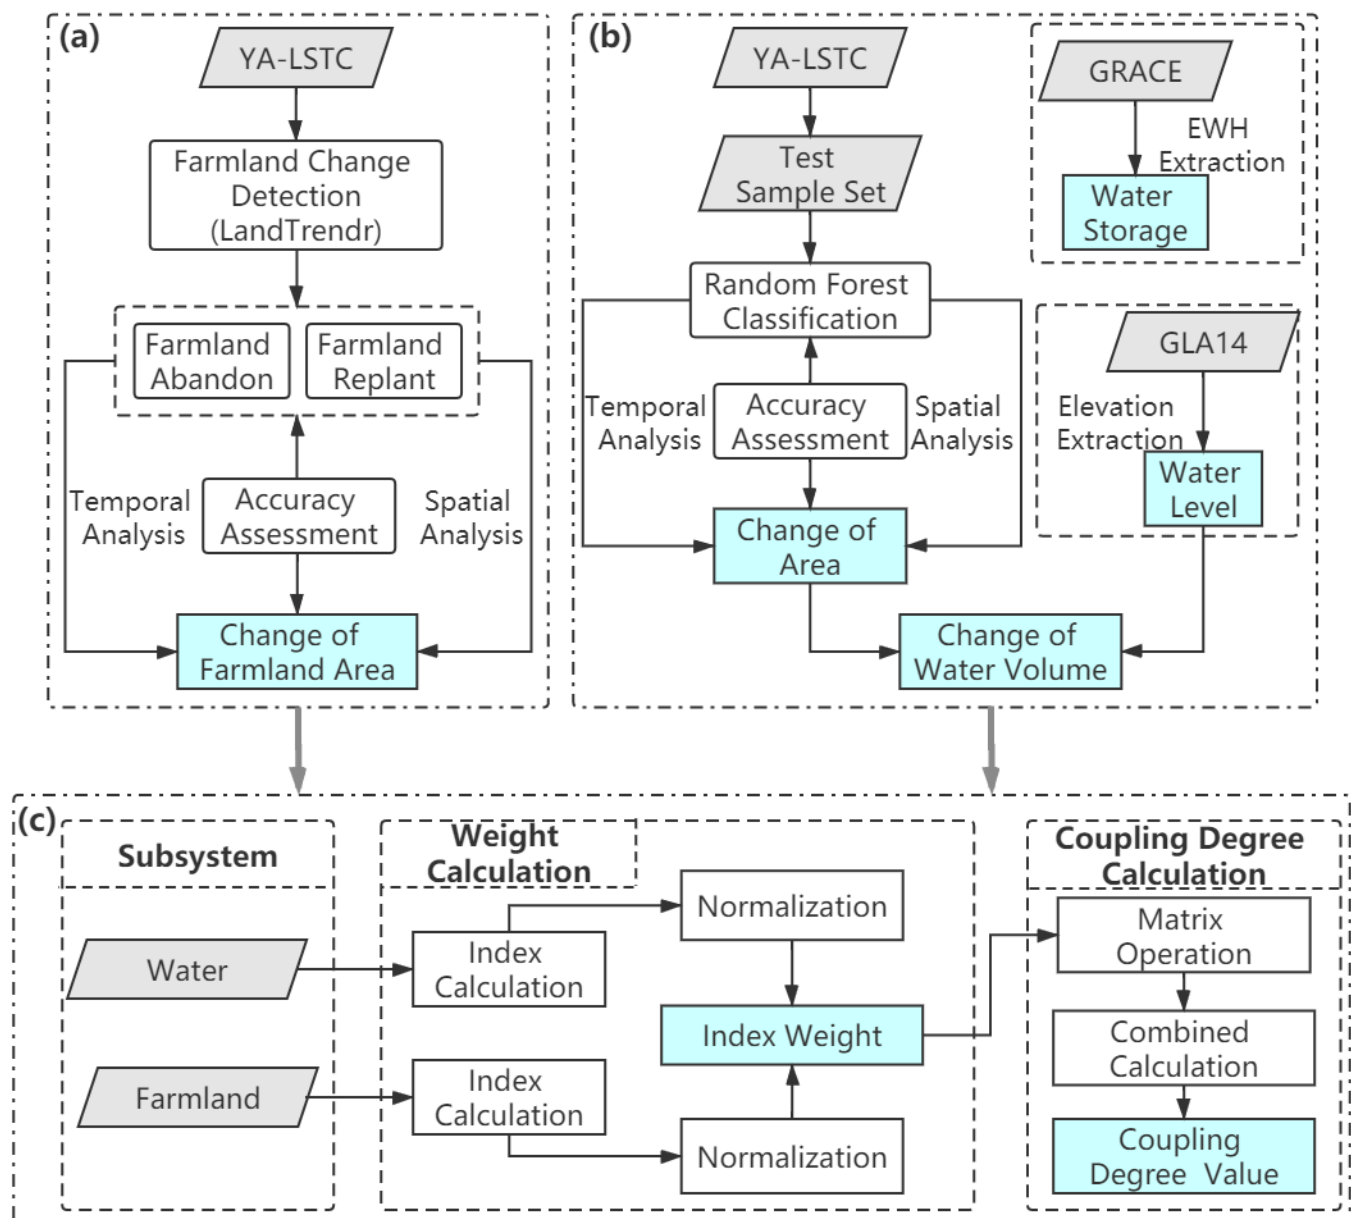 (a)
YA-LSTC
Farmland Change
Detection
(LandTrendr)
Farmland
Abandon
Farmland
Replant
Temporal
Analysis
Accuracy
Assessment
Spatial
Analysis
Change of
Farmland Area
(b)
YA-LSTC
Test
Sample Set
Random Forest
Classification
Temporal
Analysis
Accuracy
Assessment
Spatial
Analysis
Change of
Area
GRACE
EWH
Extraction
Water
Storage
GLA14
Elevation
Extraction
Water
Level
Change of
Water Volume
(c)
Subsystem
Water
Farmland
Weight
Calculation
Index
Calculation
Normalization
Index Weight
Index
Calculation
Normalization
Coupling Degree
Calculation
Matrix
Operation
Combined
Calculation
Coupling
Degree Value